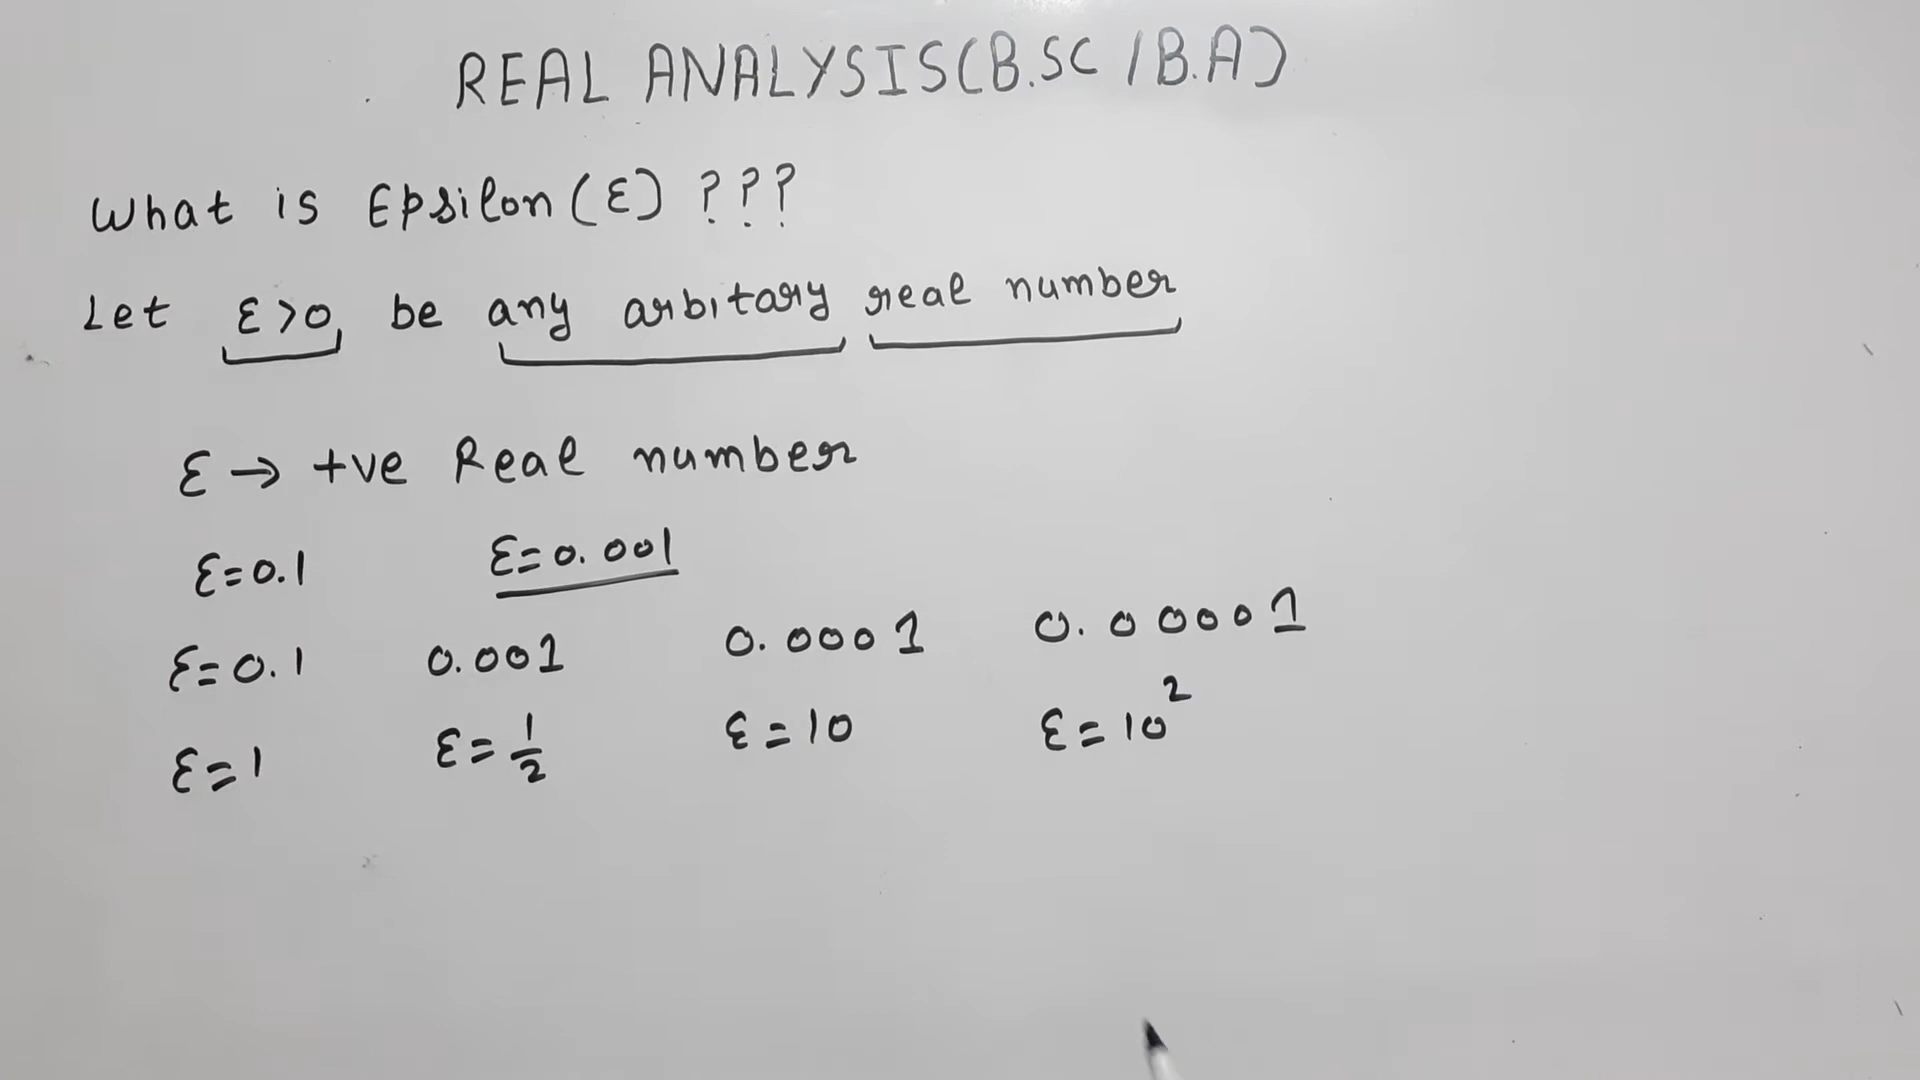 REAL ANALYSIS(B.SC/B.A)
What is Epsilon (ε) ???
Let ε>0, be any arbitary real number
ε → +ve Real number
ε=0.1 ε=0.001
ε=0.1 0.001 0.0001 0.00001
ε=1 ε=1/2 ε=10 ε=10²